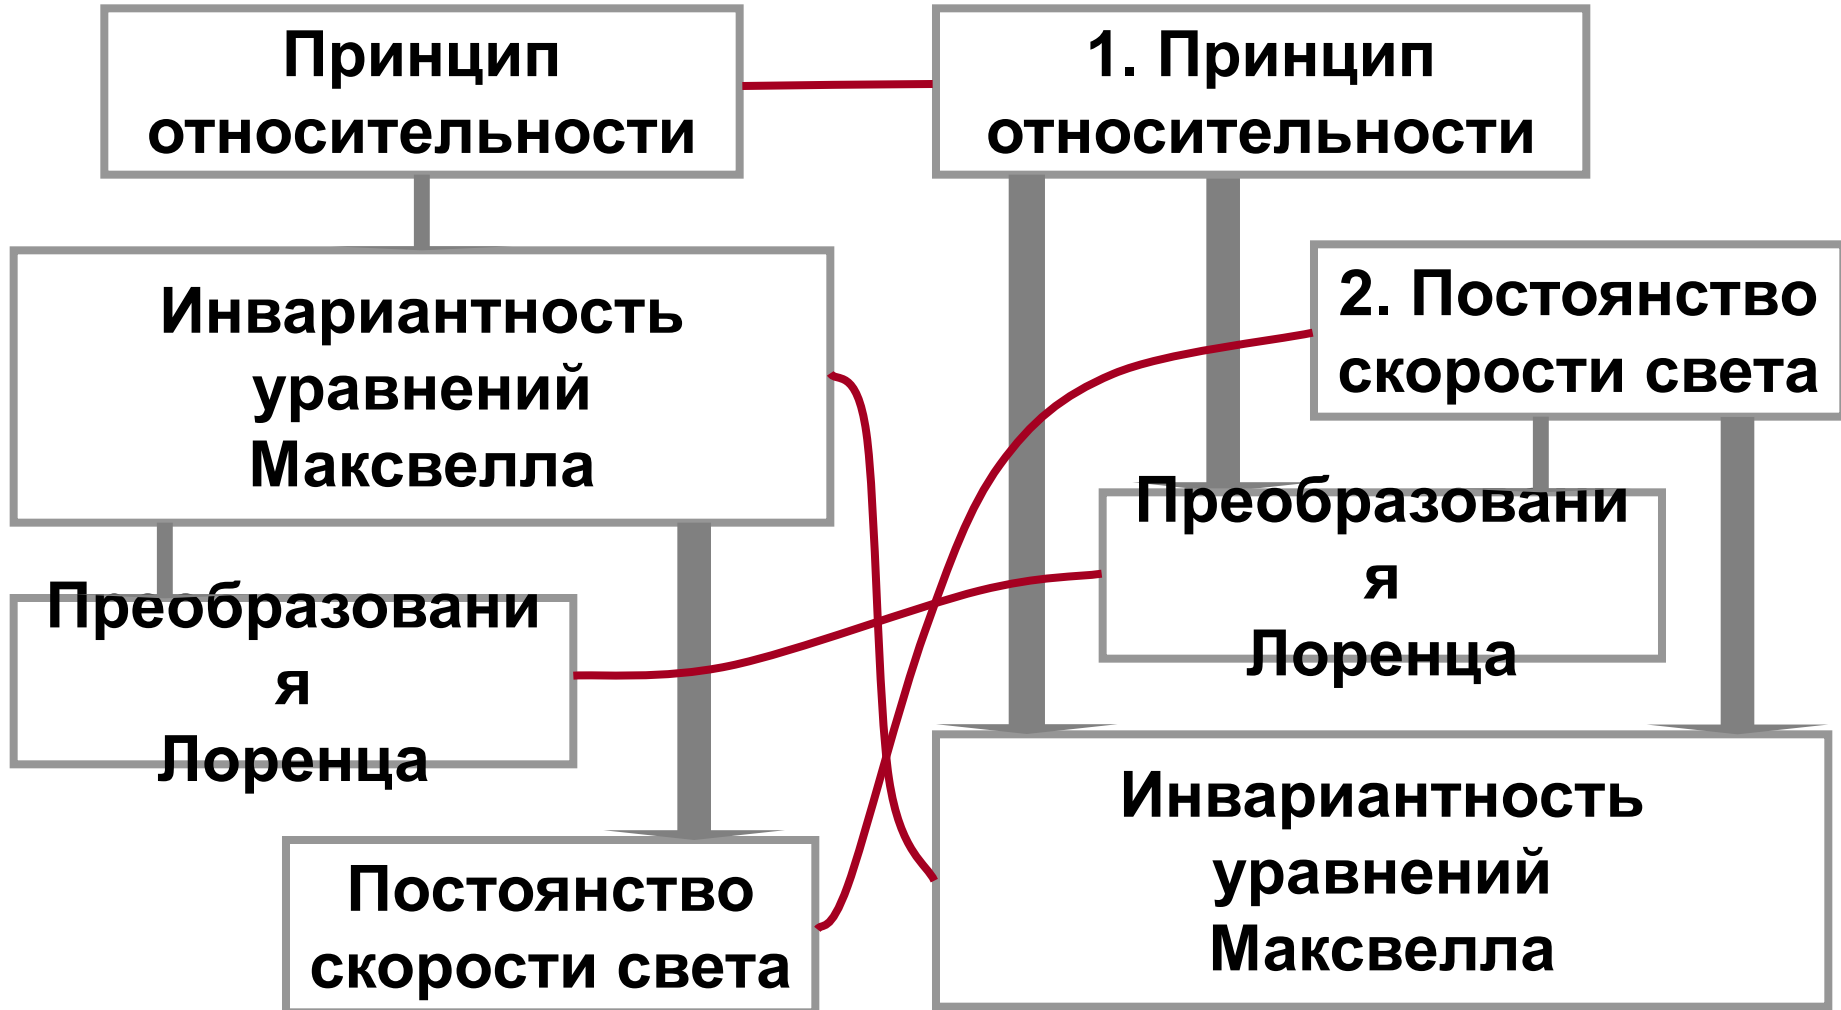 Принцип
относительности
Инвариантность
уравнений
Максвелла
Преобразовани
я
Лоренца
Постоянство
скорости света
1. Принцип
относительности
2. Постоянство
скорости света
Преобразовани
я
Лоренца
Инвариантность
уравнений
Максвелла